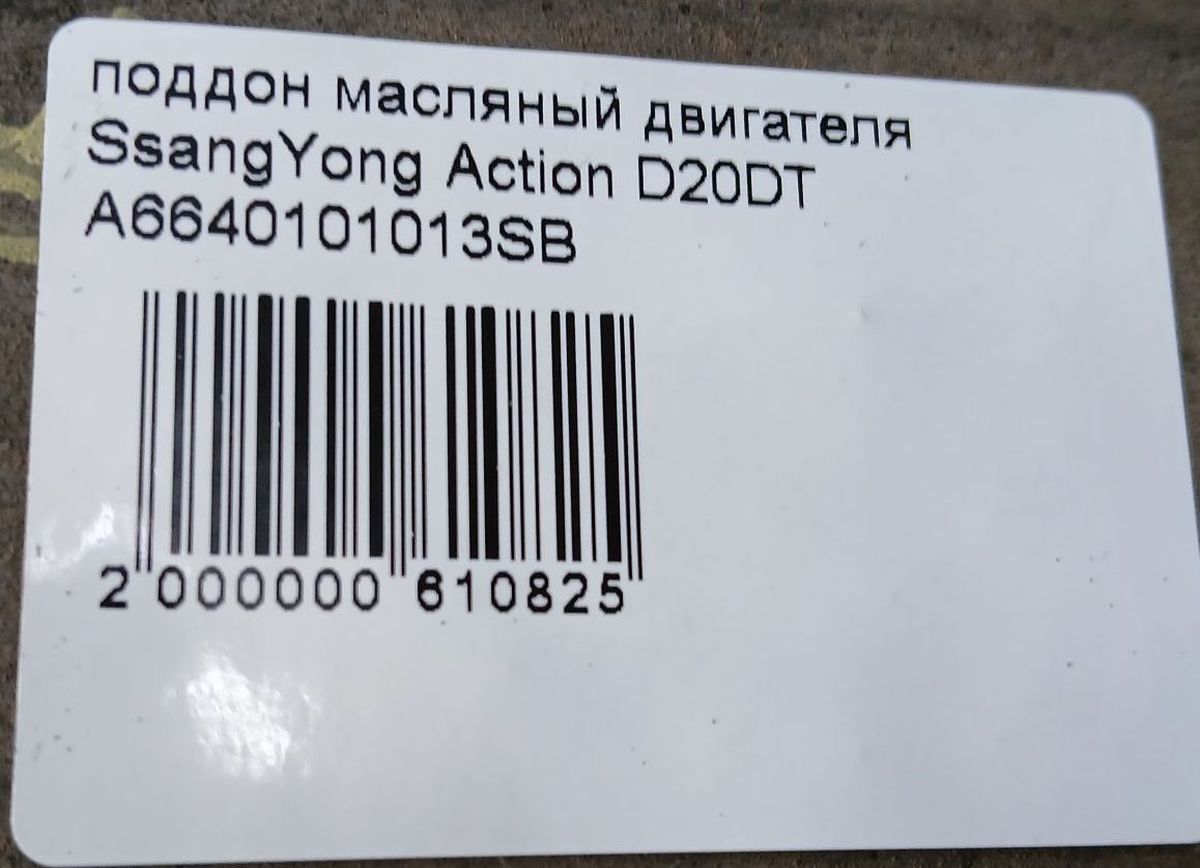 поддон масляный двигателя
SsangYong Action D20DT
A6640101013SB
2 000000 610825